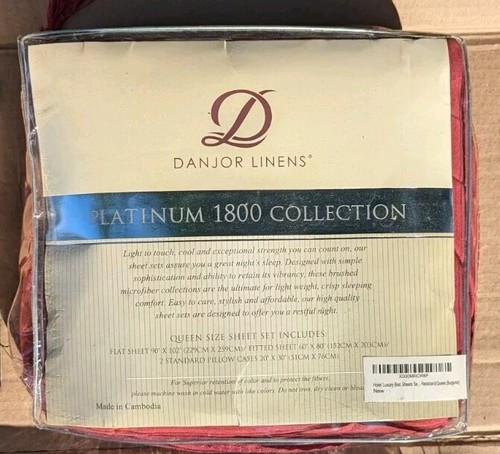 D
DANJOR LINENS®
PLATINUM 1800 COLLECTION
Light to touch, cool and exceptional strength you can count on, our
sheet sets assure you a great night's sleep. Designed with simple
sophistication and ability to retain its vibrancy, these brushed
microfiber collections are the ultimate for light weight, crisp sleeping
comfort. Easy to care, stylish and affordable, our high quality
sheet sets are designed to offer you a restful night.
QUEEN SIZE SHEET SET INCLUDES:
FLAT SHEET 90" X 102" (229CM X 259CM)/ FITTED SHEET 60" X 80" (152CM X 203CM)/
2 STANDARD PILLOW CASES 20" X 30" (51CM X 76CM)
For Superior retention of color and to protect the fibers,
please machine wash in cold water with like colors. Do not iron, dry clean or
Made in Cambodia
Hotel Luxury Bed Sheets Se
New